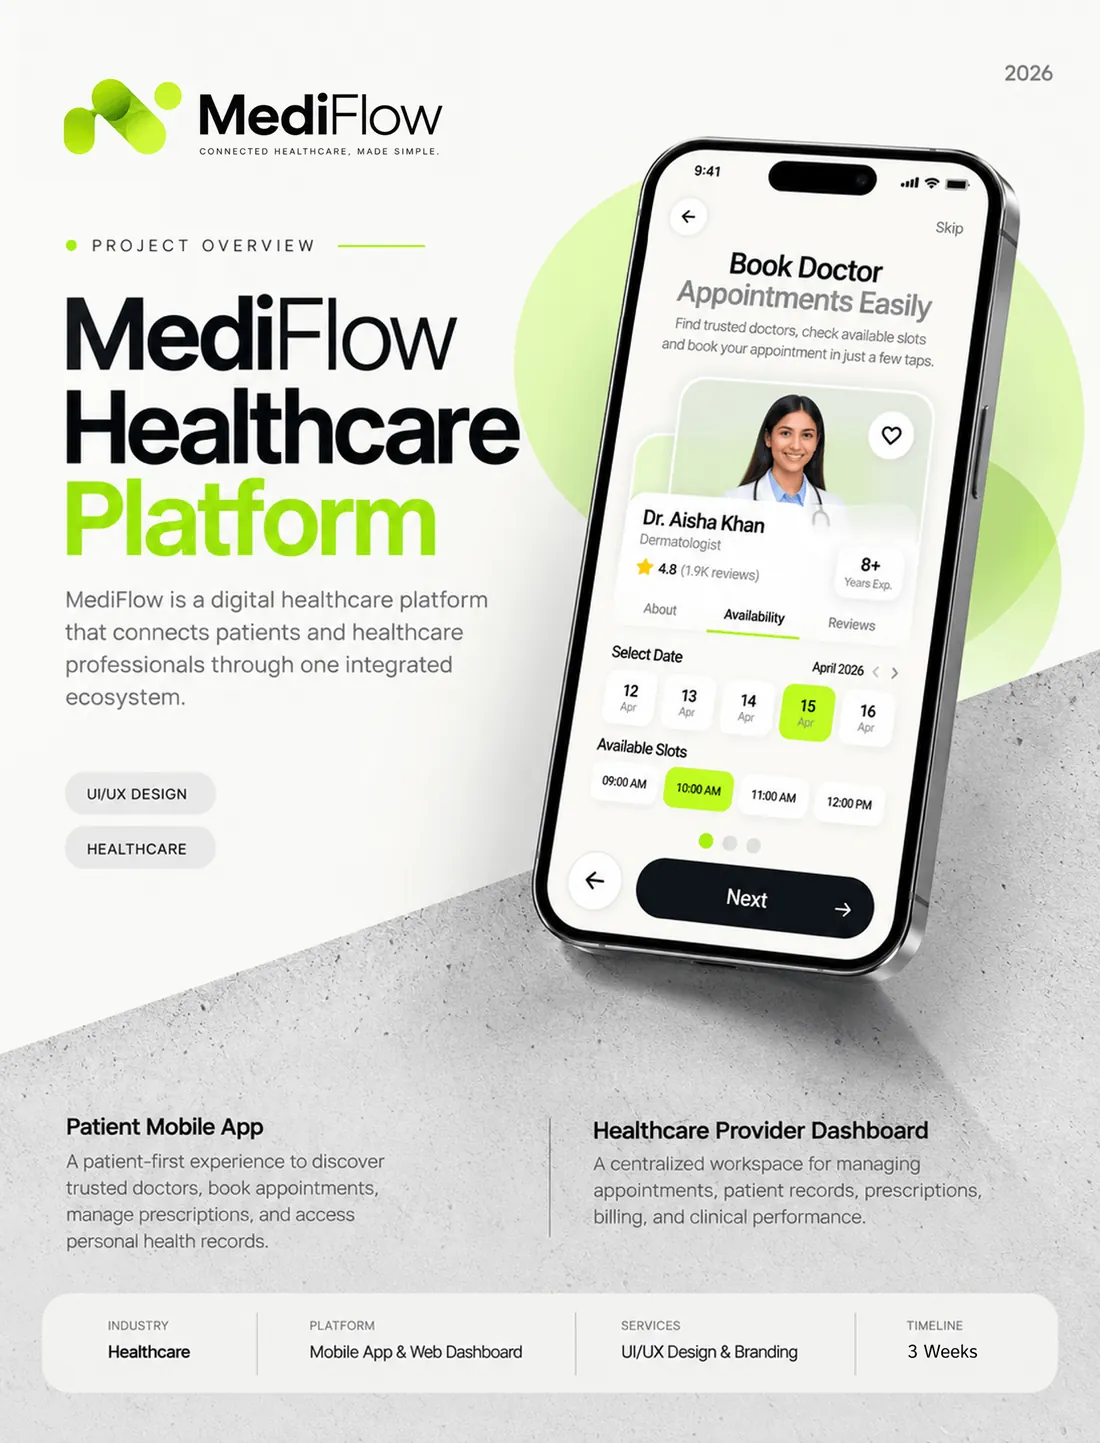 2026
MediFlow
CONNECTED HEALTHCARE, MADE SIMPLE.
PROJECT OVERVIEW
MediFlow
Healthcare
Platform
MediFlow is a digital healthcare platform
that connects patients and healthcare
professionals through one integrated
ecosystem.
UI/UX DESIGN
HEALTHCARE
9:41
Skip
Book Doctor
Appointments Easily
Find trusted doctors, check available slots
and book your appointment in just a few taps.
Dr. Aisha Khan
Dermatologist
4.8 (1.9K reviews)
8+
Years Exp.
About Availability Reviews
Select Date
April 2026
12 13 14 15 16
Apr Apr Apr Apr Apr
Available Slots
09:00 AM 10:00 AM 11:00 AM 12:00 PM
Next
Patient Mobile App
A patient-first experience to discover
trusted doctors, book appointments,
manage prescriptions, and access
personal health records.
Healthcare Provider Dashboard
A centralized workspace for managing
appointments, patient records, prescriptions,
billing, and clinical performance.
INDUSTRY
Healthcare
PLATFORM
Mobile App & Web Dashboard
SERVICES
UI/UX Design & Branding
TIMELINE
3 Weeks